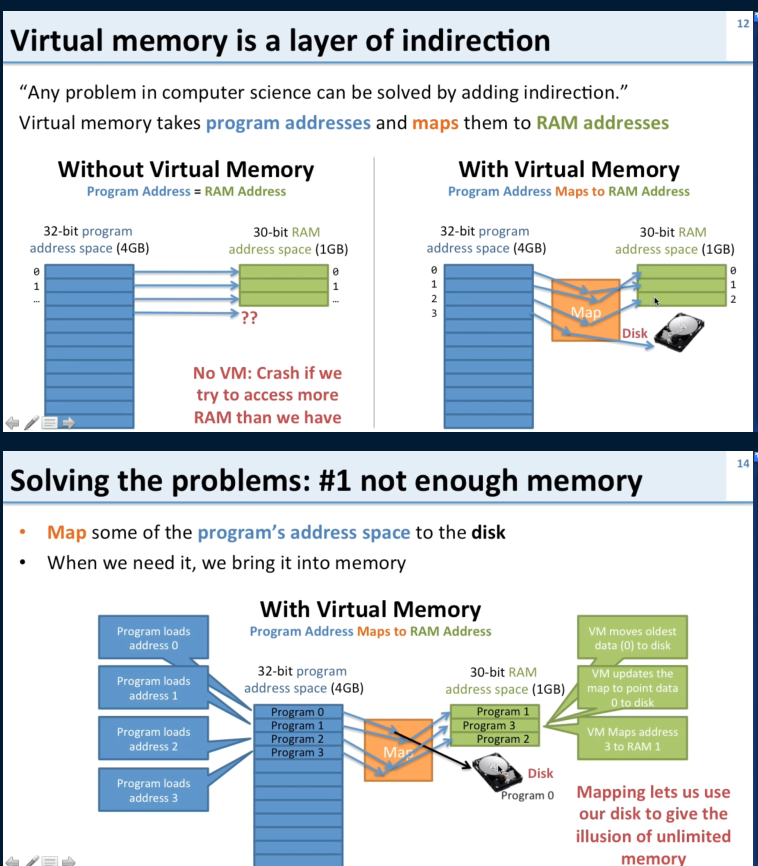 12
Virtual memory is a layer of indirection
“Any problem in computer science can be solved by adding indirection.”
Virtual memory takes program addresses and maps them to RAM addresses
Without Virtual Memory
Program Address = RAM Address
32-bit program
address space (4GB)
30-bit RAM
address space (1GB)
0
1
...
0
1
...
??
No VM: Crash if we
try to access more
RAM than we have
With Virtual Memory
Program Address Maps to RAM Address
32-bit program
address space (4GB)
30-bit RAM
address space (1GB)
0
1
2
3
Map
0
1
2
Disk
14
Solving the problems: #1 not enough memory
• Map some of the program’s address space to the disk
• When we need it, we bring it into memory
With Virtual Memory
Program Address Maps to RAM Address
Program loads
address 0
Program loads
address 1
Program loads
address 2
Program loads
address 3
32-bit program
address space (4GB)
Program 0
Program 1
Program 2
Program 3
Map
30-bit RAM
address space (1GB)
Program 1
Program 3
Program 2
Disk
Program 0
VM moves oldest
data (0) to disk
VM updates the
map to point data
0 to disk
VM Maps address
3 to RAM 1
Mapping lets us use
our disk to give the
illusion of unlimited
memory